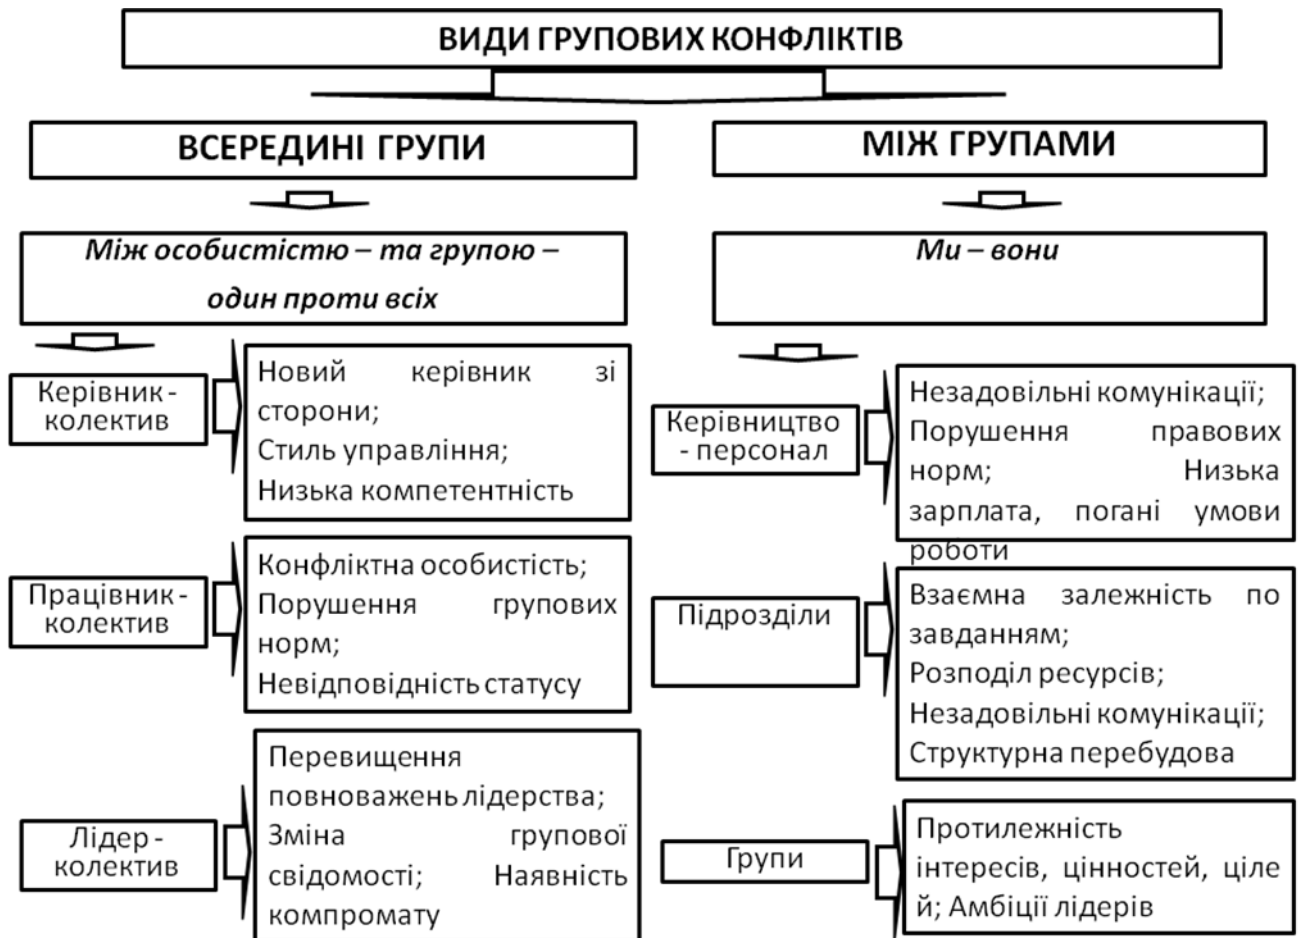 ВИДИ ГРУПОВИХ КОНФЛІКТІВ
ВСЕРЕДИНІ ГРУПИ
Між особистістю – та групою –
один проти всіх
Керівник -
колектив
Новий керівник зі
сторони;
Стиль управління;
Низька компетентність
Працівник -
колектив
Конфліктна особистість;
Порушення групових
норм;
Невідповідність статусу
Лідер -
колектив
Перевищення
повноважень лідерства;
Зміна групової
свідомості; Наявність
компромату
МІЖ ГРУПАМИ
Ми – вони
Керівництво
- персонал
Незадовільні комунікації;
Порушення правових
норм; Низька
зарплата, погані умови
роботи
Підрозділи
Взаємна залежність по
завданням;
Розподіл ресурсів;
Незадовільні комунікації;
Структурна перебудова
Групи
Протилежність
інтересів, цінностей, ціле
й; Амбіції лідерів